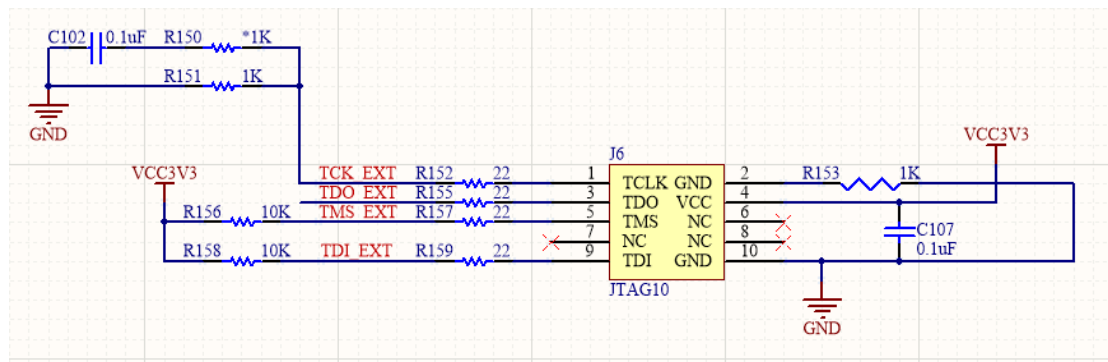 C102 0.1uF R150 *1K
R151 1K
GND
VCC3V3
VCC3V3
J6
TCK_EXT R152 22 1 TCLK GND 2 R153 1K
TDO_EXT R155 22 3 TDO VCC 4
R156 10K TMS_EXT R157 22 5 TMS NC 6
7 NC NC 8
C107
0.1uF
R158 10K TDI_EXT R159 22 9 TDI GND 10
JTAG10
GND